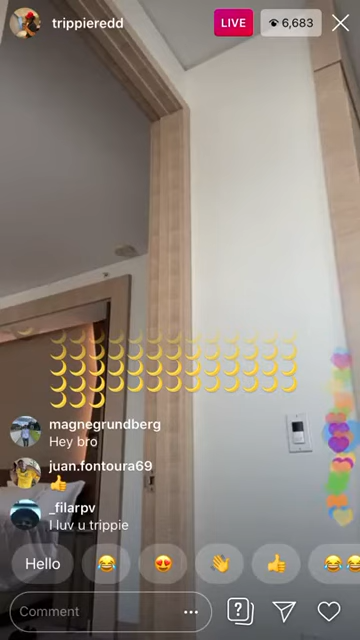 trippieredd
LIVE
6,683
magnegrundberg
Hey bro
juan.fontoura69
_filarpv
I luv u trippie
Hello
Comment